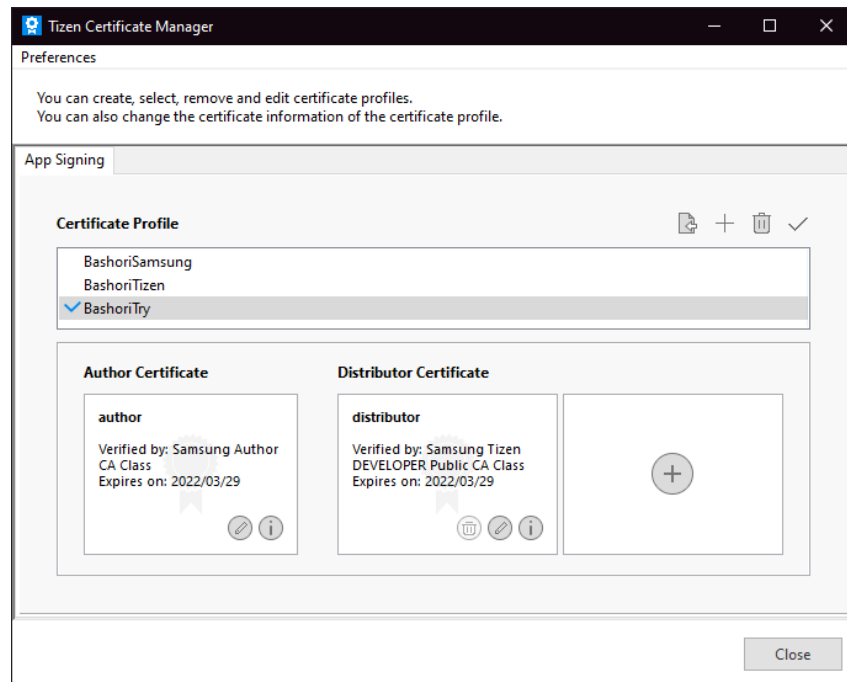 Tizen Certificate Manager
Preferences
You can create, select, remove and edit certificate profiles.
You can also change the certificate information of the certificate profile.
App Signing
Certificate Profile
BashoriSamsung
BashoriTizen
BashoriTry
Author Certificate
author
Verified by: Samsung Author
CA Class
Expires on: 2022/03/29
Distributor Certificate
distributor
Verified by: Samsung Tizen
DEVELOPER Public CA Class
Expires on: 2022/03/29
Close